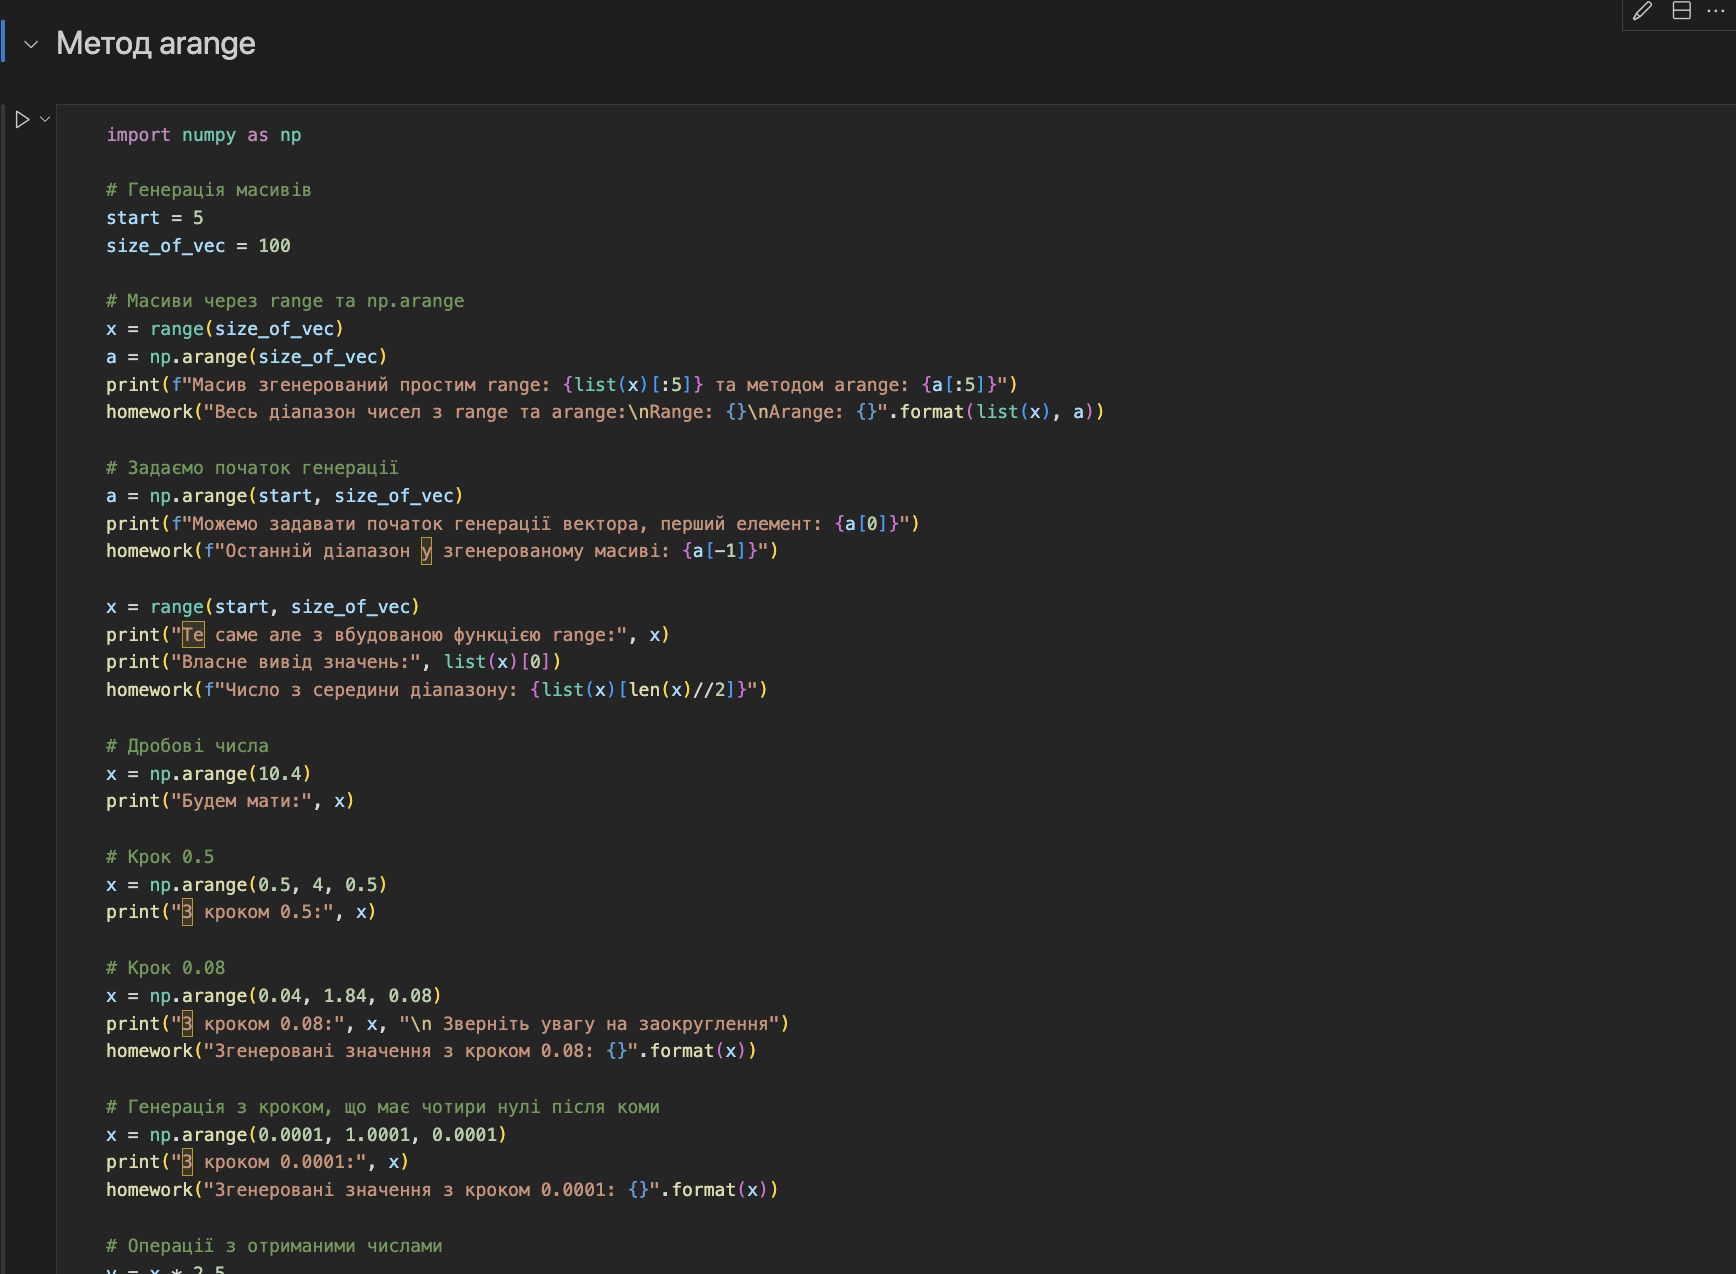 Метод arange
import numpy as np
# Генерація масивів
start = 5
size_of_vec = 100
# Масиви через range та np.arange
x = range(size_of_vec)
a = np.arange(size_of_vec)
print(f"Масив згенерований простим range: {list(x)[:5]} та методом arange: {a[:5]}")
homework("Весь діапазон чисел з range та arange:\nRange: {}\nArange: {}".format(list(x), a))
# Задаємо початок генерації
a = np.arange(start, size_of_vec)
print(f"Можемо задавати початок генерації вектора, перший елемент: {a[0]}")
homework(f"Останній діапазон у згенерованому масиві: {a[-1]}")
x = range(start, size_of_vec)
print("Те саме але з вбудованою функцією range:", x)
print("Власне вивід значень:", list(x)[0])
homework(f"Число з середини діапазону: {list(x)[len(x)//2]}")
# Дробові числа
x = np.arange(10.4)
print("Будем мати:", x)
# Крок 0.5
x = np.arange(0.5, 4, 0.5)
print("З кроком 0.5:", x)
# Крок 0.08
x = np.arange(0.04, 1.84, 0.08)
print("З кроком 0.08:", x, "\n Зверніть увагу на заокруглення")
homework("Згенеровані значення з кроком 0.08: {}".format(x))
# Генерація з кроком, що має чотири нулі після коми
x = np.arange(0.0001, 1.0001, 0.0001)
print("З кроком 0.0001:", x)
homework("Згенеровані значення з кроком 0.0001: {}".format(x))
# Операції з отриманими числами
y = x * 2.5